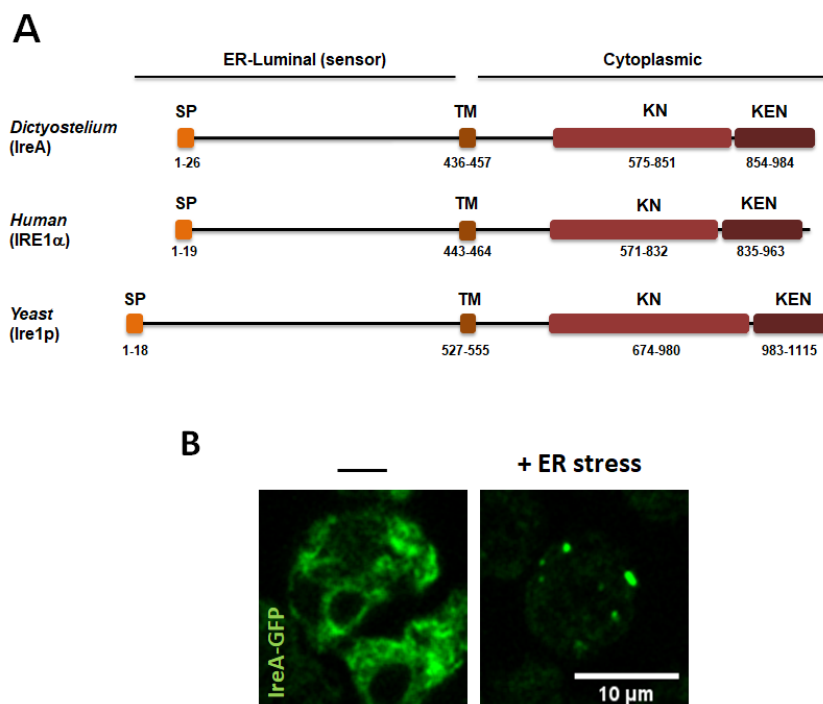 A
ER-Luminal (sensor) Cytoplasmic
SP TM KN KEN
Dictyostelium
(IreA)
1-26 436-457 575-851 854-984
SP TM KN KEN
Human
(IRE1α)
1-19 443-464 571-832 835-963
SP TM KN KEN
Yeast
(Ire1p)
1-18 527-555 674-980 983-1115
B
+ ER stress
IreA-GFP
10 μm